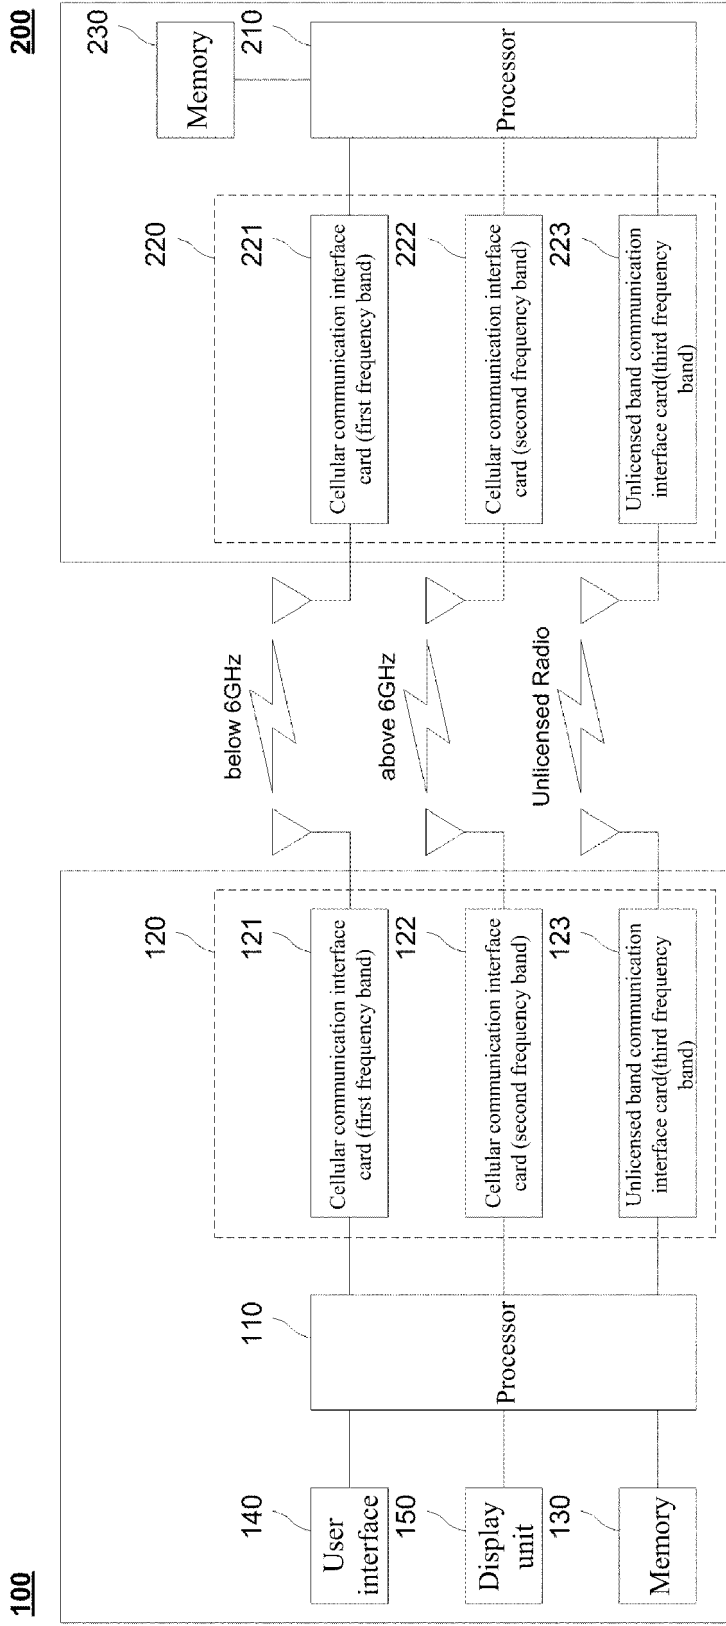 100
200
140
User
interface
150
Display
unit
130
Memory
110
Processor
120
121
Cellular communication interface
card (first frequency band)
122
Cellular communication interface
card (second frequency band)
123
Unlicensed band communication
interface card(third frequency
band)
below 6GHz
above 6GHz
Unlicensed Radio
220
221
Cellular communication interface
card (first frequency band)
222
Cellular communication interface
card (second frequency band)
223
Unlicensed band communication
interface card(third frequency
band)
230
Memory
210
Processor